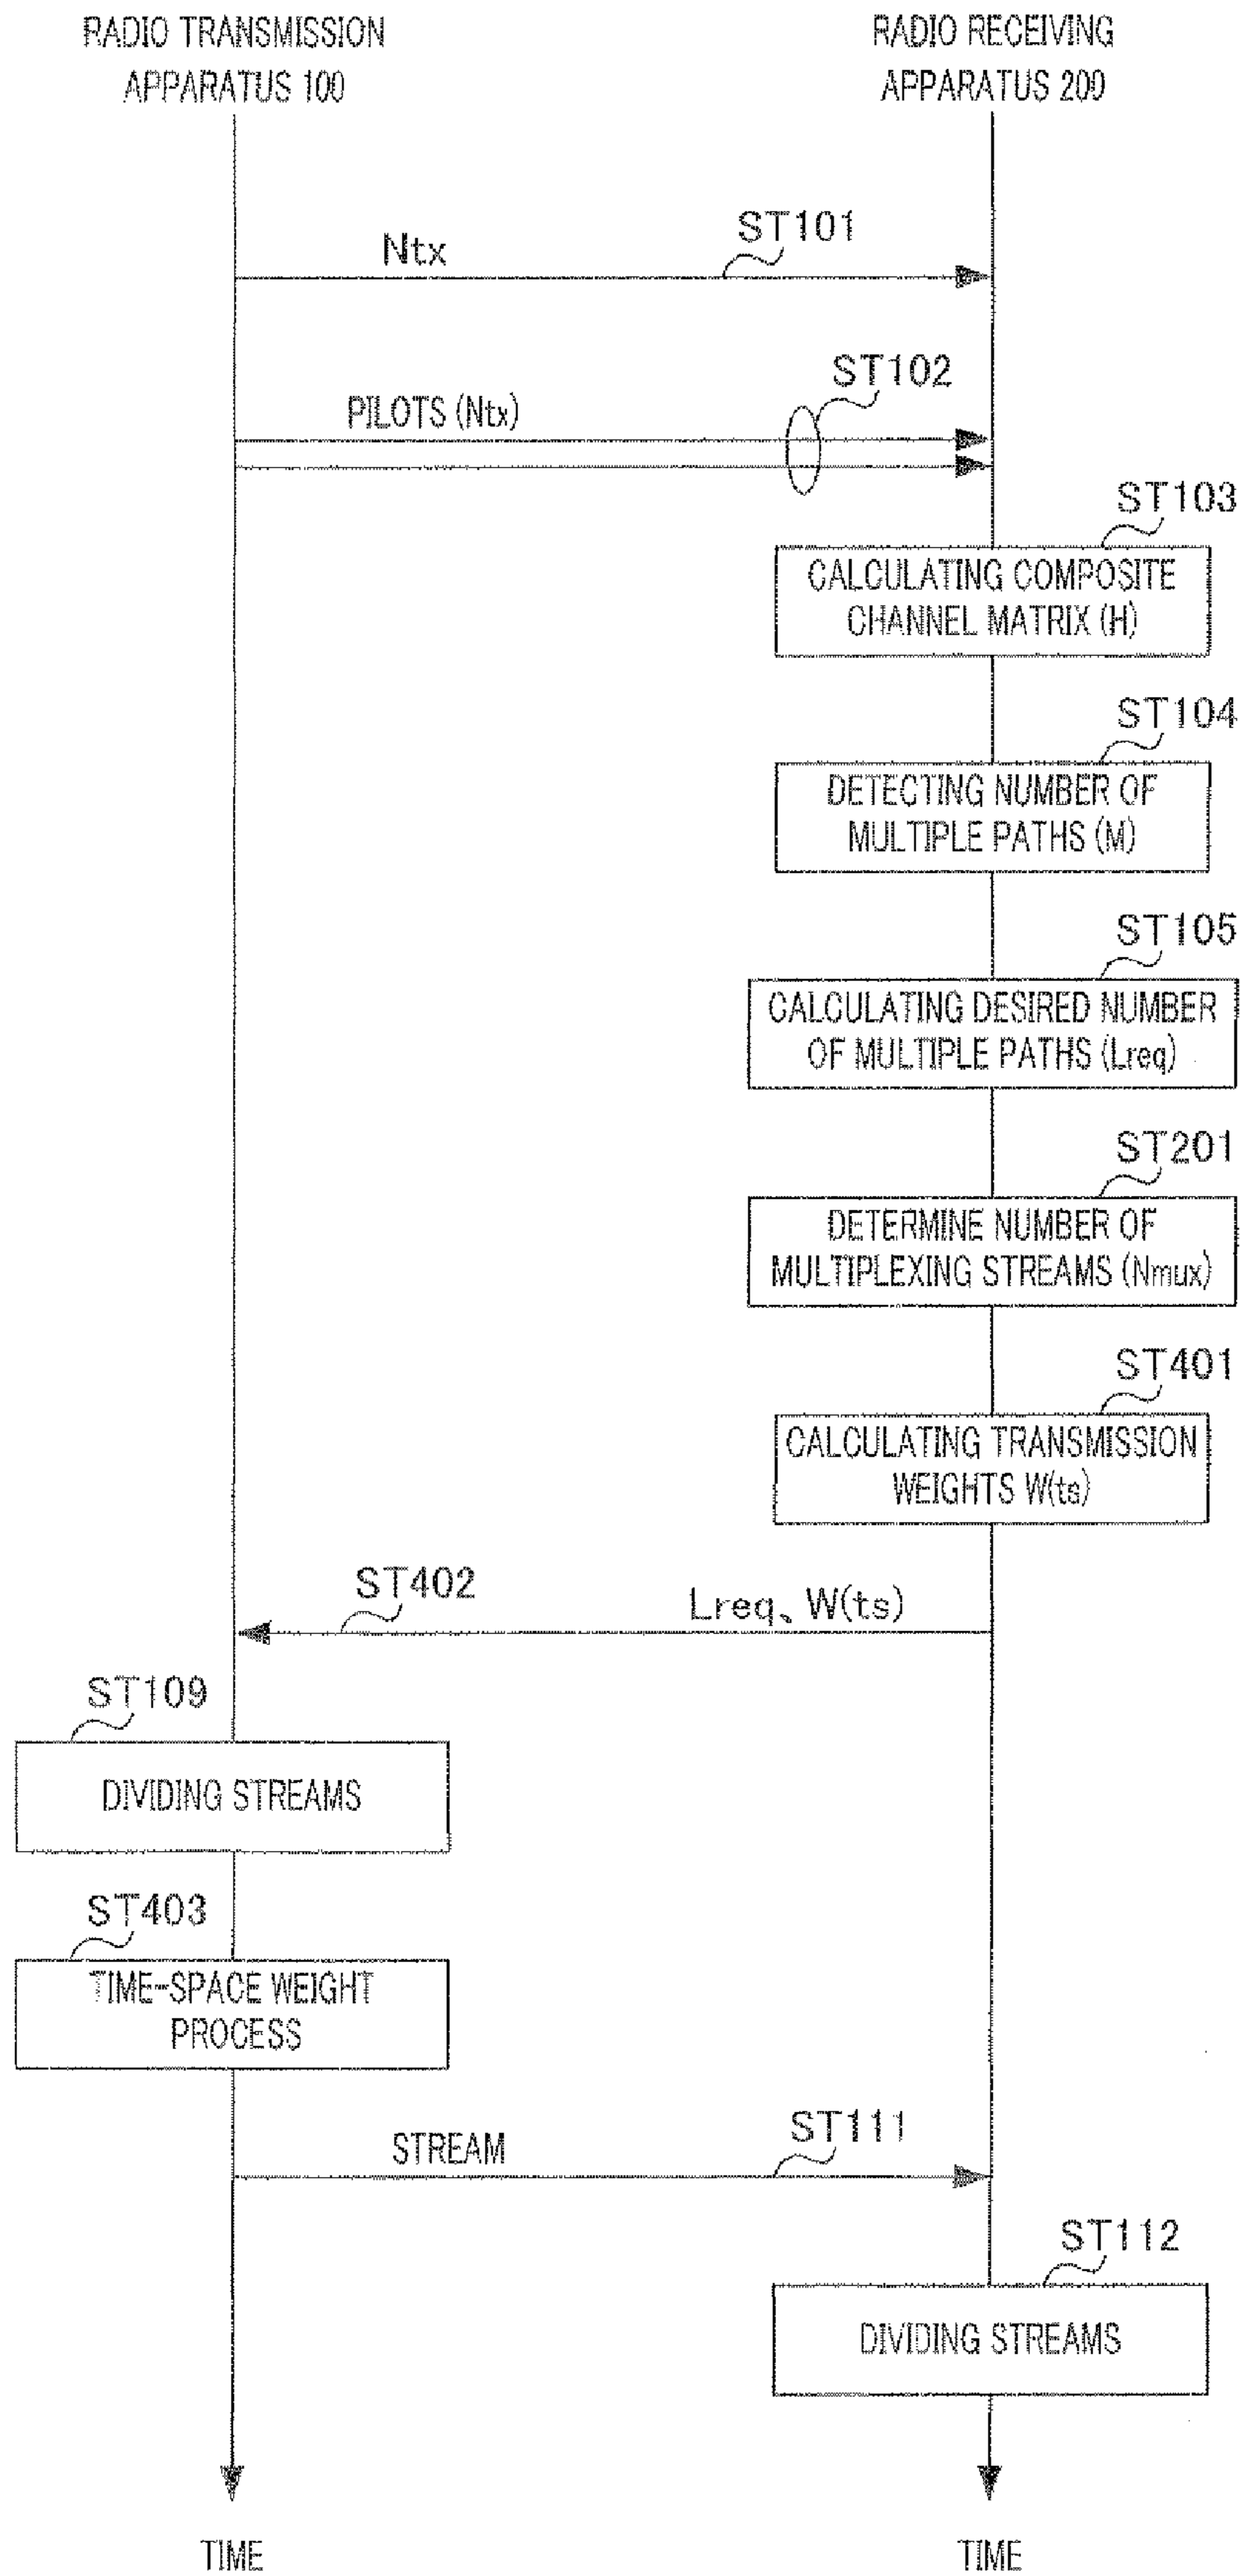 RADIO TRANSMISSION
APPARATUS 100
RADIO RECEIVING
APPARATUS 200
ST101
Ntx
ST102
PILOTS (Ntx)
ST103
CALCULATING COMPOSITE
CHANNEL MATRIX (H)
ST104
DETECTING NUMBER OF
MULTIPLE PATHS (M)
ST105
CALCULATING DESIRED NUMBER
OF MULTIPLE PATHS (Lreq)
ST201
DETERMINE NUMBER OF
MULTIPLEXING STREAMS (Nmux)
ST401
CALCULATING TRANSMISSION
WEIGHTS W(ts)
ST402
Lreq、W(ts)
ST109
DIVIDING STREAMS
ST403
TIME-SPACE WEIGHT
PROCESS
ST111
STREAM
ST112
DIVIDING STREAMS
TIME
TIME